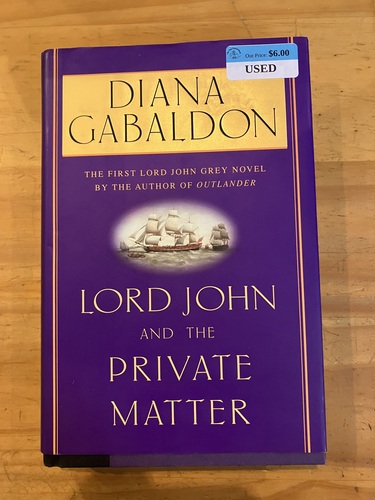 One Price $6.00
USED
DIANA
GABALDON
THE FIRST LORD JOHN GREY NOVEL
BY THE AUTHOR OF OUTLANDER
LORD JOHN
AND THE
PRIVATE
MATTER